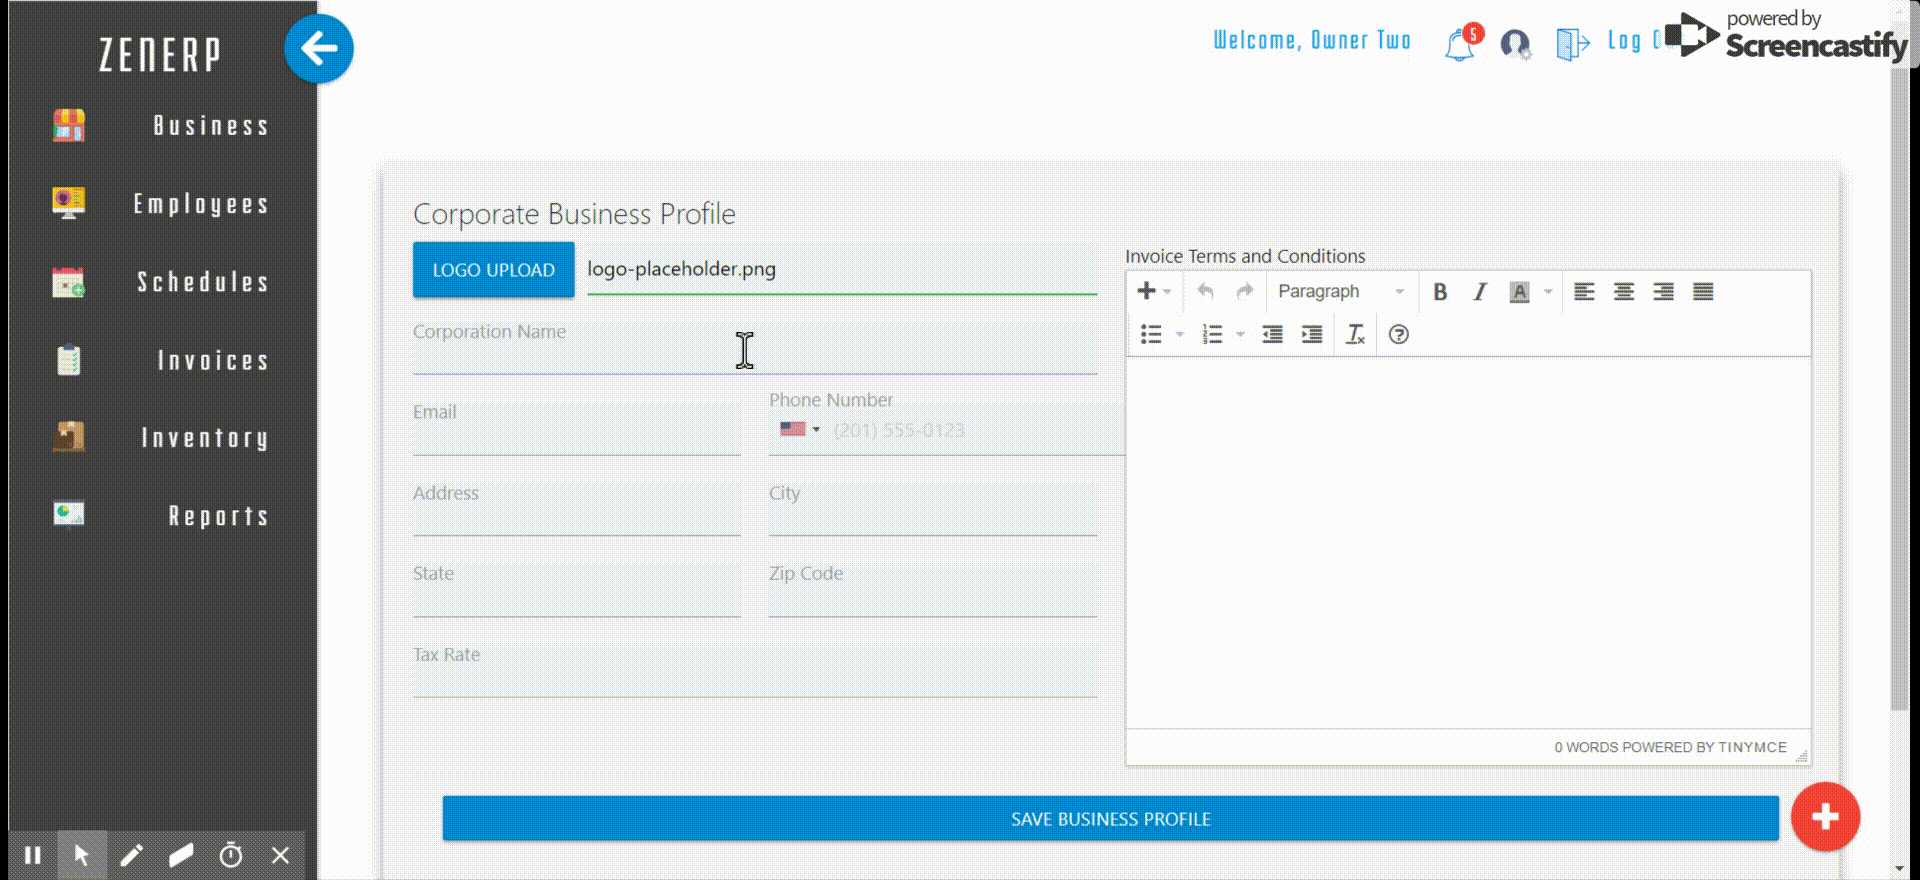 ZENERP
Business
Employees
Schedules
Invoices
Inventory
Reports
Welcome, Owner Two
5
Log
powered by
Screencastify
Corporate Business Profile
LOGO UPLOAD
logo-placeholder.png
Corporation Name
Email
Phone Number
(201) 555-0123
Address
City
State
Zip Code
Tax Rate
Invoice Terms and Conditions
Paragraph
B I A
0 WORDS POWERED BY TINYMCE
SAVE BUSINESS PROFILE